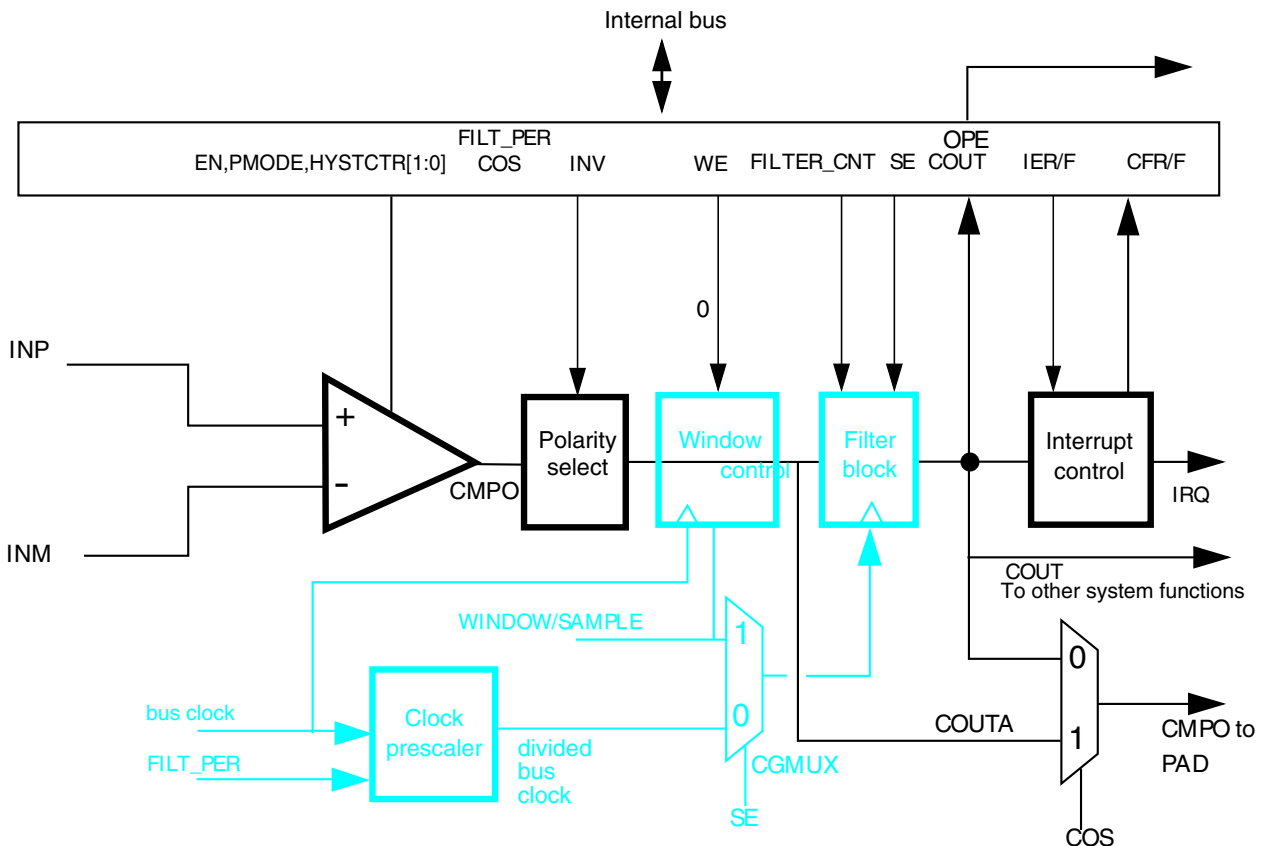 Internal bus
FILT_PER
OPE
EN,PMODE,HYSTCTR[1:0] COS INV WE FILTER_CNT SE COUT IER/F CFR/F
0
INP
+
-
INM
CMPO
Polarity
select
Window
control
Filter
block
Interrupt
control
IRQ
COUT
To other system functions
WINDOW/SAMPLE
1
0
bus clock
FILT_PER
Clock
prescaler
divided
bus
clock
CGMUX
SE
COUTA
0
1
CMPO to
PAD
COS